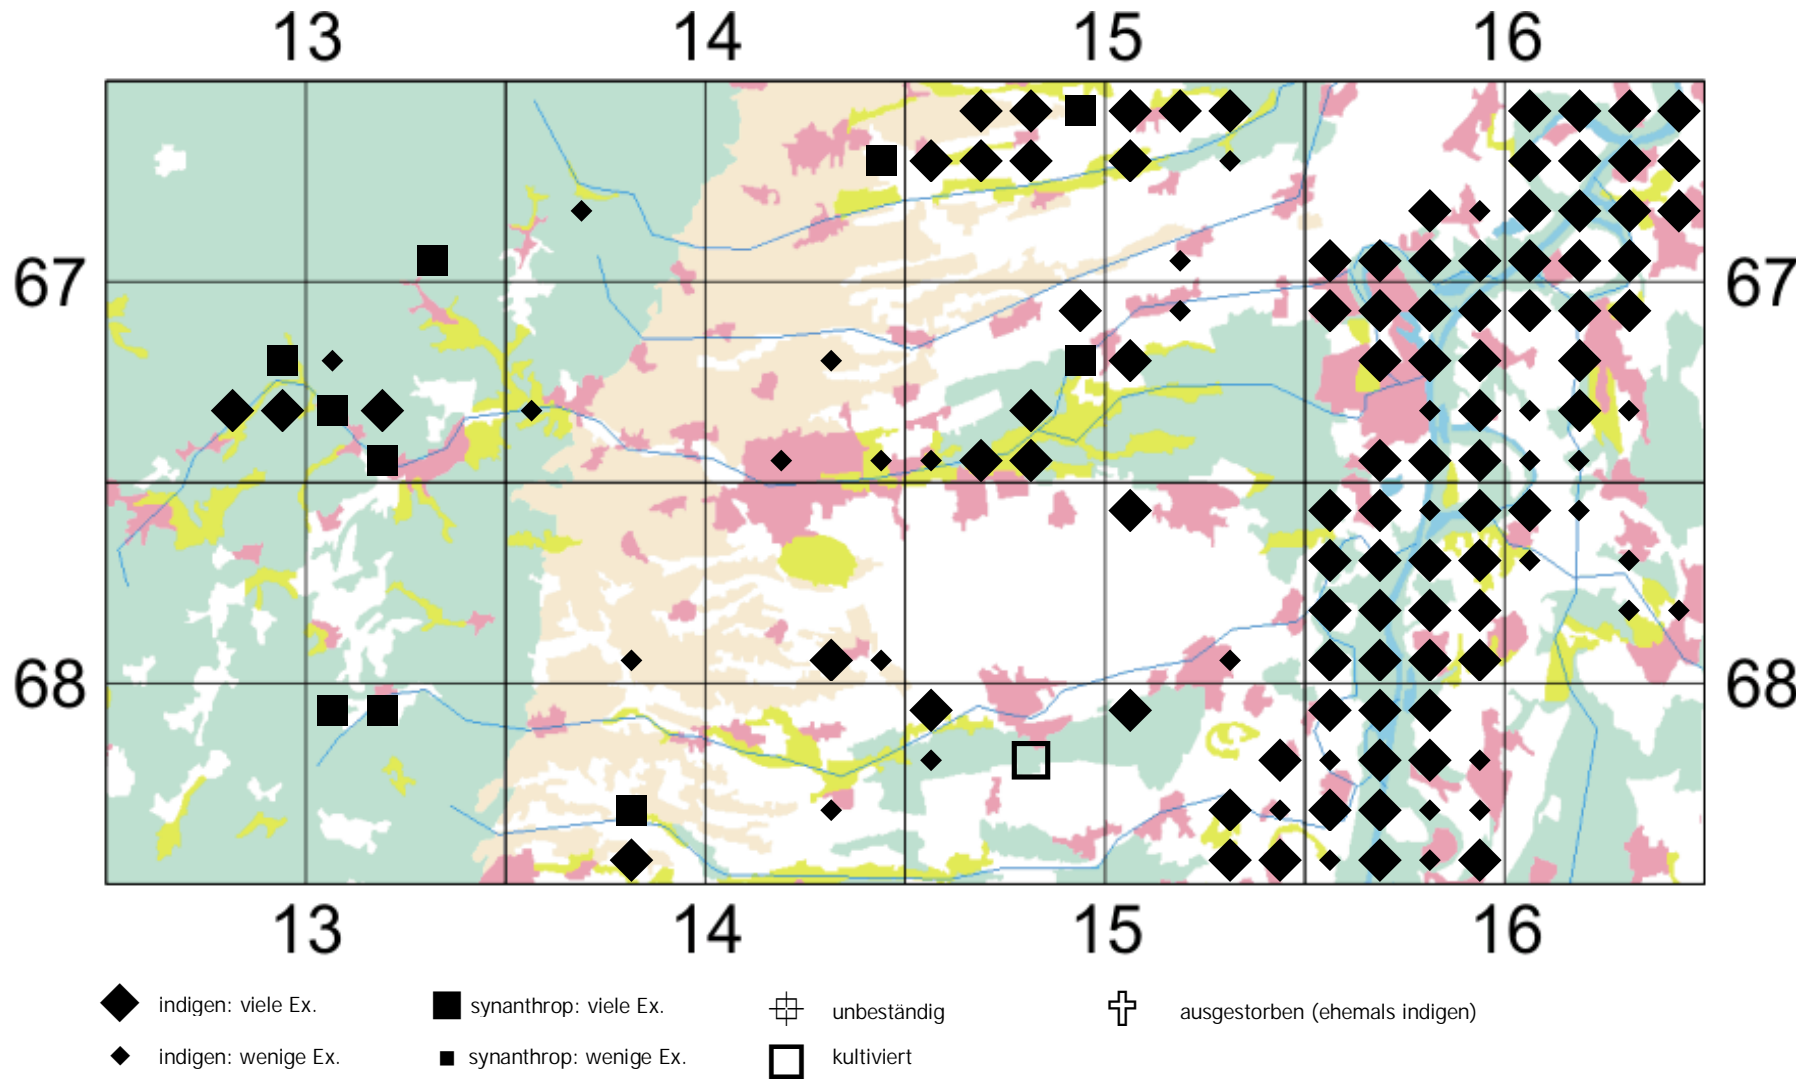 13 14 15 16
67 67
68 68
13 14 15 16
indigen: viele Ex. synanthrop: viele Ex. unbeständig ausgestorben (ehemals indigen)
indigen: wenige Ex. synanthrop: wenige Ex. kultiviert